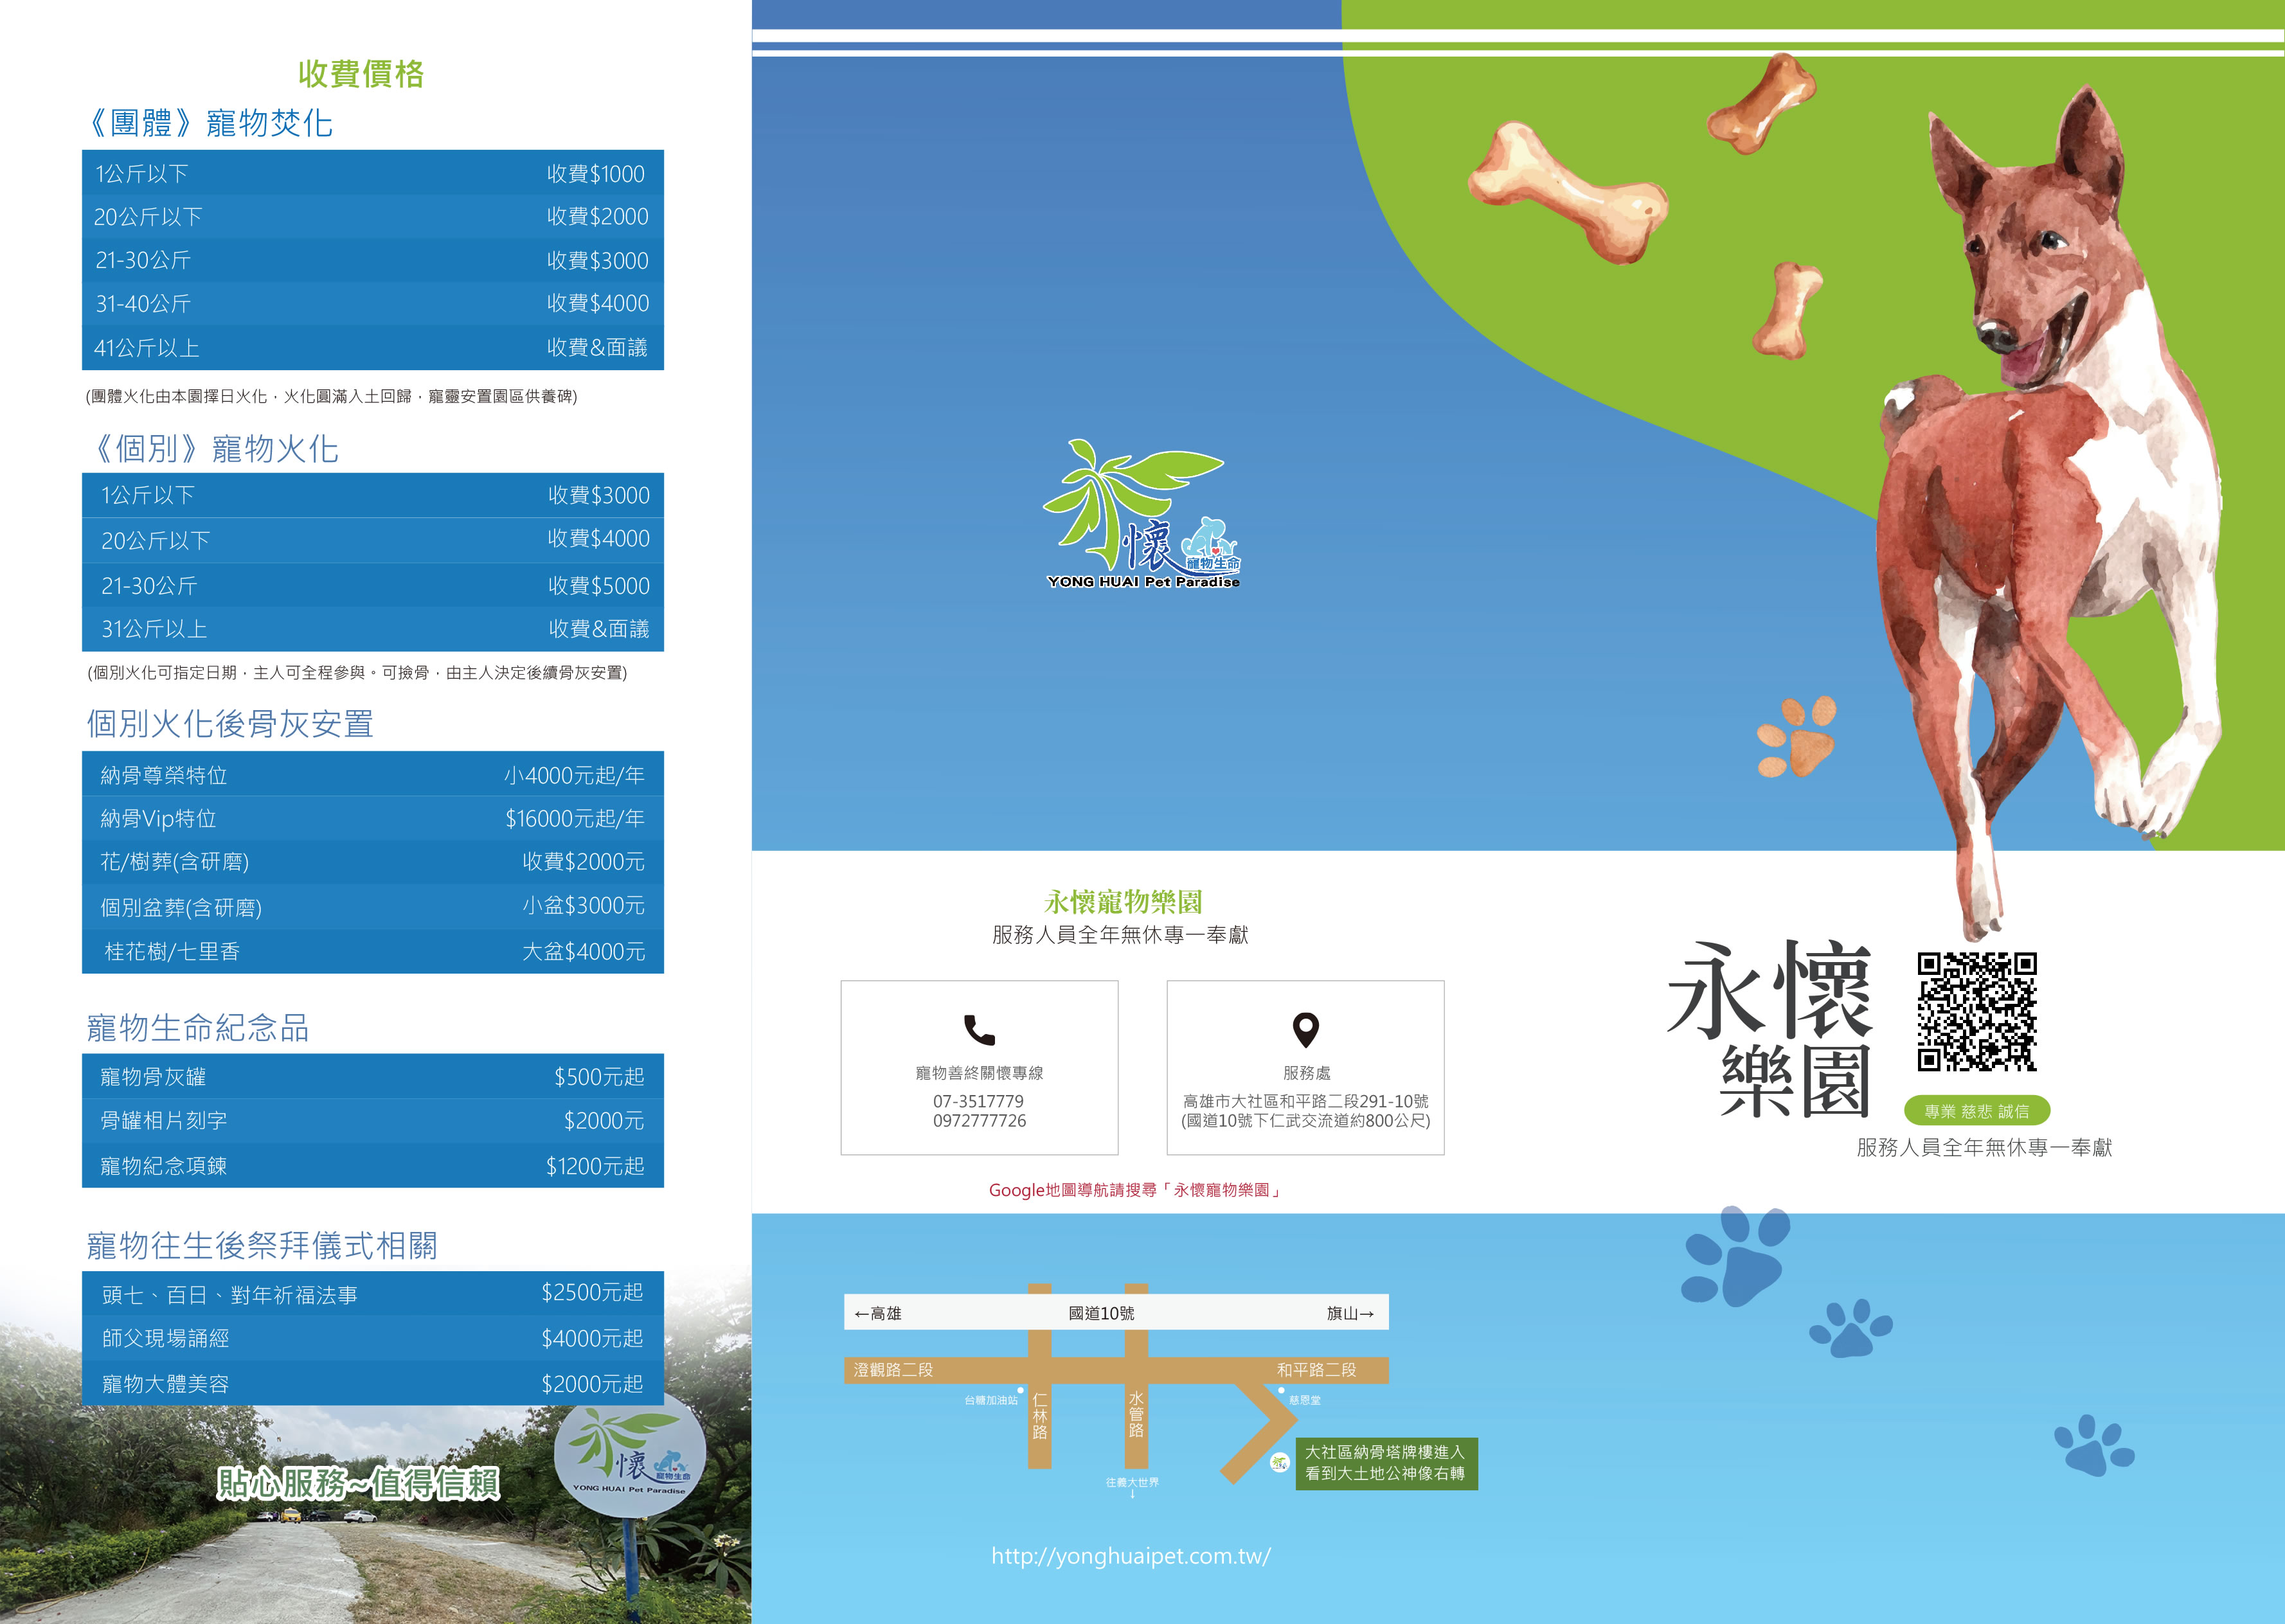 收費價格
《團體》寵物焚化
1公斤以下 收費$1000
20公斤以下 收費$2000
21-30公斤 收費$3000
31-40公斤 收費$4000
41公斤以上 收費&面議
(團體火化由本園擇日火化，火化圓滿入土回歸，寵靈安置園區供養碑)
《個別》寵物火化
1公斤以下 收費$3000
20公斤以下 收費$4000
21-30公斤 收費$5000
31公斤以上 收費&面議
(個別火化可指定日期，主人可全程參與。可撿骨，由主人決定後續骨灰安置)
個別火化後骨灰安置
納骨尊榮特位 小4000元起/年
納骨Vip特位 $16000元起/年
花/樹葬(含研磨) 收費$2000元
個別盆葬(含研磨) 小盆$3000元
桂花樹/七里香 大盆$4000元
寵物生命紀念品
寵物骨灰罐 $500元起
骨罐相片刻字 $2000元
寵物紀念項鍊 $1200元起
寵物往生後祭拜儀式相關
頭七、百日、對年祈福法事 $2500元起
師父現場誦經 $4000元起
寵物大體美容 $2000元起
貼心服務~值得信賴
永懷
寵物生命
YONG HUAI Pet Paradise
永懷
寵物生命
YONG HUAI Pet Paradise
永懷寵物樂園
服務人員全年無休專一奉獻
寵物善終關懷專線
07-3517779
0972777726
服務處
高雄市大社區和平路二段291-10號
(國道10號下仁武交流道約800公尺)
Google地圖導航請搜尋「永懷寵物樂園」
←高雄 國道10號 旗山→
澄觀路二段 和平路二段
台糖加油站
仁林路
水管路
慈恩堂
往義大世界
↓
大社區納骨塔牌樓進入
看到大土地公神像右轉
http://yonghuaipet.com.tw/
永懷
樂園
專業 慈悲 誠信
服務人員全年無休專一奉獻